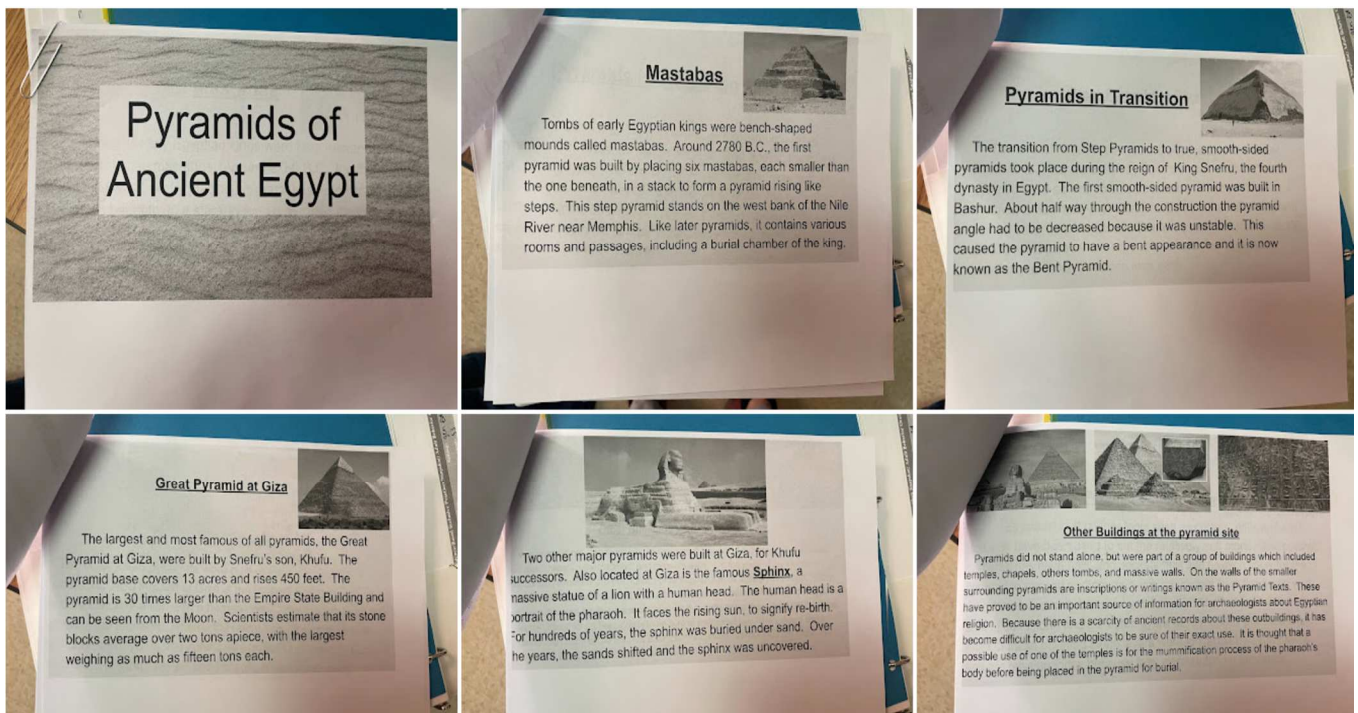 Pyramids of
Ancient Egypt
Mastabas
Tombs of early Egyptian kings were bench-shaped
mounds called mastabas. Around 2780 B.C., the first
pyramid was built by placing six mastabas, each smaller than
the one beneath, in a stack to form a pyramid rising like
steps. This step pyramid stands on the west bank of the Nile
River near Memphis. Like later pyramids, it contains various
rooms and passages, including a burial chamber of the king.
Pyramids in Transition
The transition from Step Pyramids to true, smooth-sided
pyramids took place during the reign of King Snefru, the fourth
dynasty in Egypt. The first smooth-sided pyramid was built in
Bashur. About half way through the construction the pyramid
angle had to be decreased because it was unstable. This
caused the pyramid to have a bent appearance and it is now
known as the Bent Pyramid.
Great Pyramid at Giza
The largest and most famous of all pyramids, the Great
Pyramid at Giza, were built by Snefru's son, Khufu. The
pyramid base covers 13 acres and rises 450 feet. The
pyramid is 30 times larger than the Empire State Building and
can be seen from the Moon. Scientists estimate that its stone
blocks average over two tons apiece, with the largest
weighing as much as fifteen tons each.
Two other major pyramids were built at Giza, for Khufu
successors. Also located at Giza is the famous Sphinx, a
massive statue of a lion with a human head. The human head is a
portrait of the pharaoh. It faces the rising sun, to signify re-birth.
For hundreds of years, the sphinx was buried under sand. Over
he years, the sands shifted and the sphinx was uncovered.
Other Buildings at the pyramid site
Pyramids did not stand alone, but were part of a group of buildings which included
temples, chapels, others tombs, and massive walls. On the walls of the smaller
surrounding pyramids are inscriptions or writings known as the Pyramid Texts. These
have proved to be an important source of information for archaeologists about Egyptian
religion. Because there is a scarcity of ancient records about these outbuildings, it has
become difficult for archaeologists to be sure of their exact use. It is thought that a
possible use of one of the temples is for the mummification process of the pharaoh's
body before being placed in the pyramid for burial.